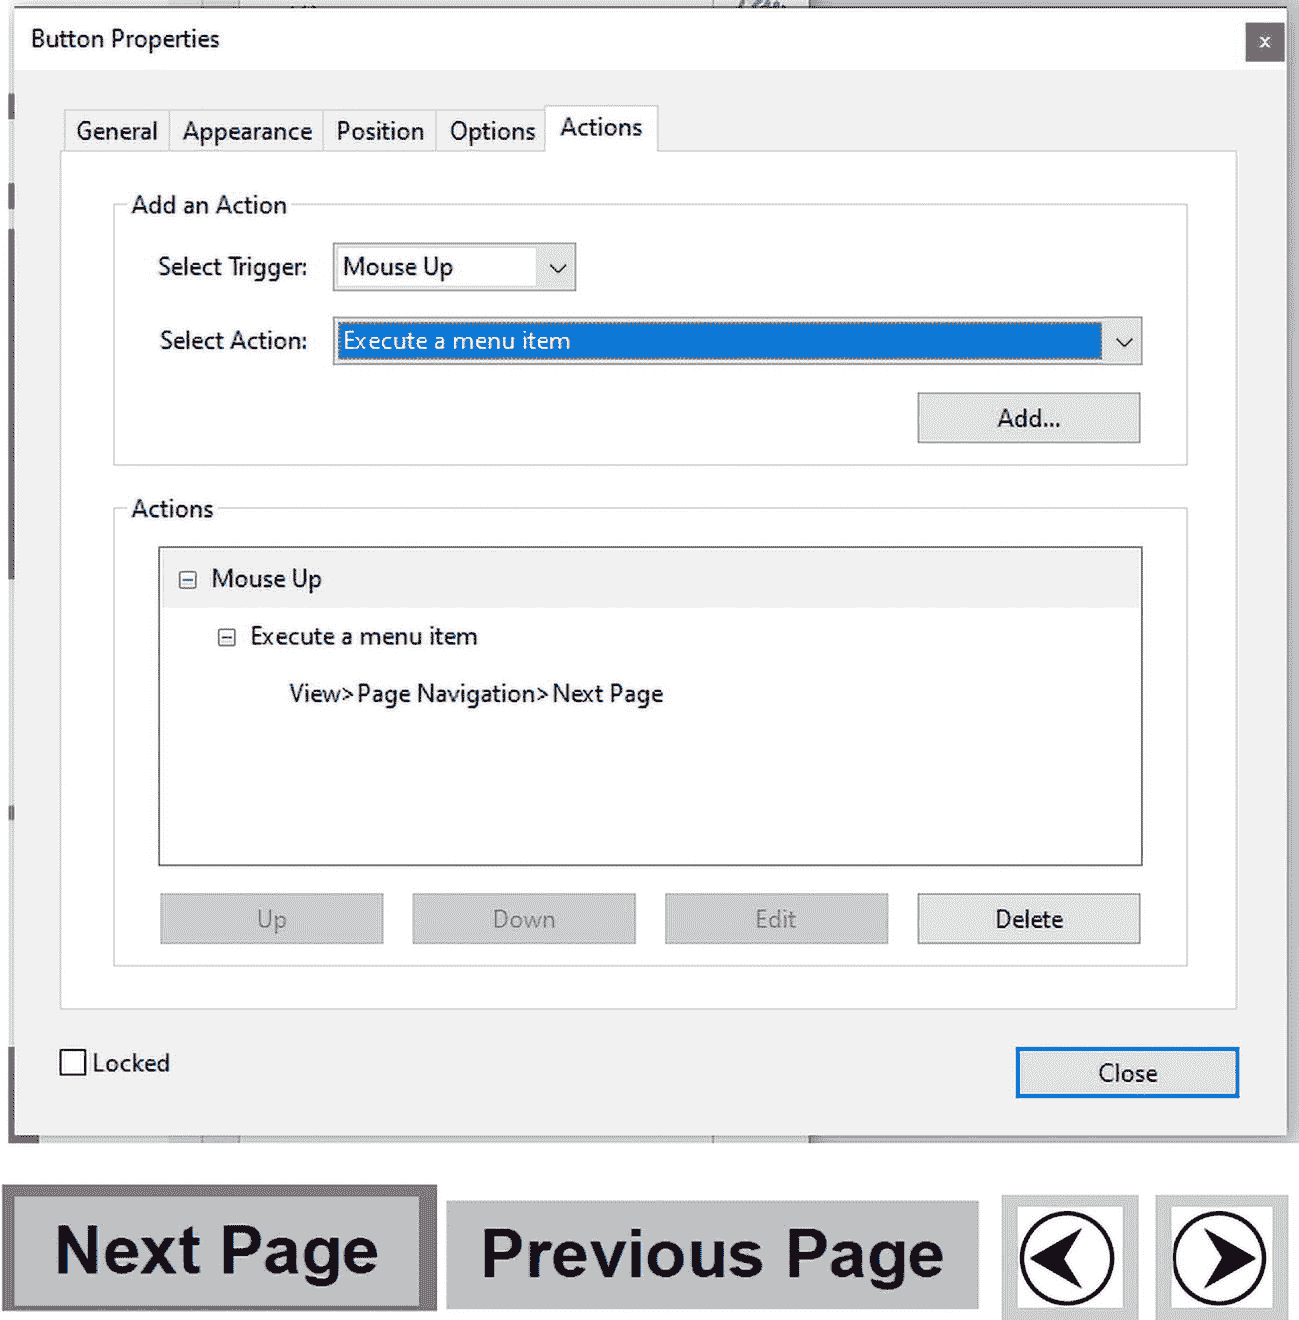 Button Properties
x
General Appearance Position Options Actions
Add an Action
Select Trigger: Mouse Up
Select Action: Execute a menu item
Add...
Actions
Mouse Up
Execute a menu item
View>Page Navigation>Next Page
Up Down Edit Delete
Locked
Close
Next Page Previous Page